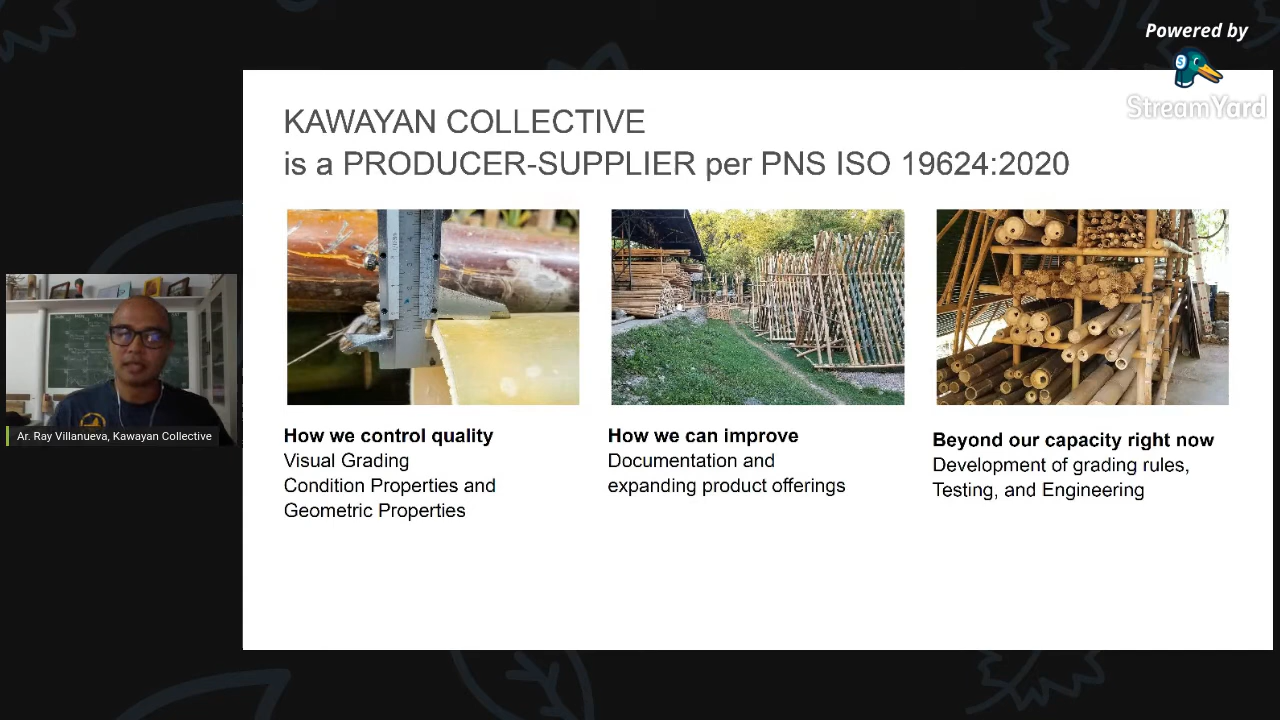 Powered by
StreamYard
KAWAYAN COLLECTIVE
is a PRODUCER-SUPPLIER per PNS ISO 19624:2020
How we control quality
Visual Grading
Condition Properties and
Geometric Properties
How we can improve
Documentation and
expanding product offerings
Beyond our capacity right now
Development of grading rules,
Testing, and Engineering
Ar. Ray Villanueva, Kawayan Collective